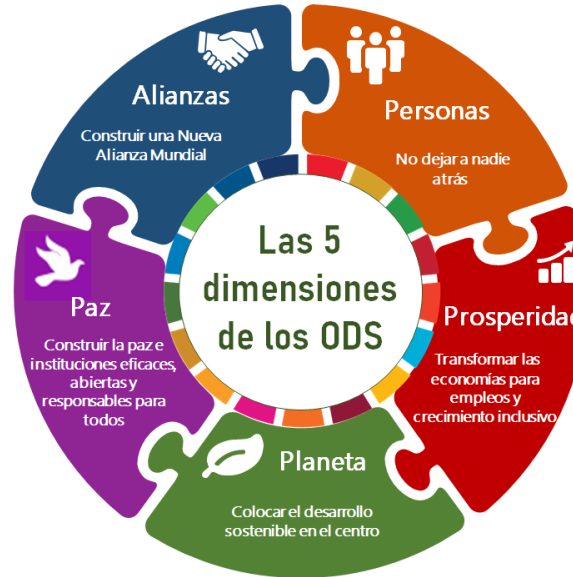 Las 5
dimensiones
de los ODS
Alianzas
Construir una Nueva
Alianza Mundial
Personas
No dejar a nadie
atrás
Prosperidad
Transformar las
economías para
empleos y
crecimiento inclusivo
Planeta
Colocar el desarrollo
sostenible en el centro
Paz
Construir la paz e
instituciones eficaces,
abiertas y
responsables para
todos